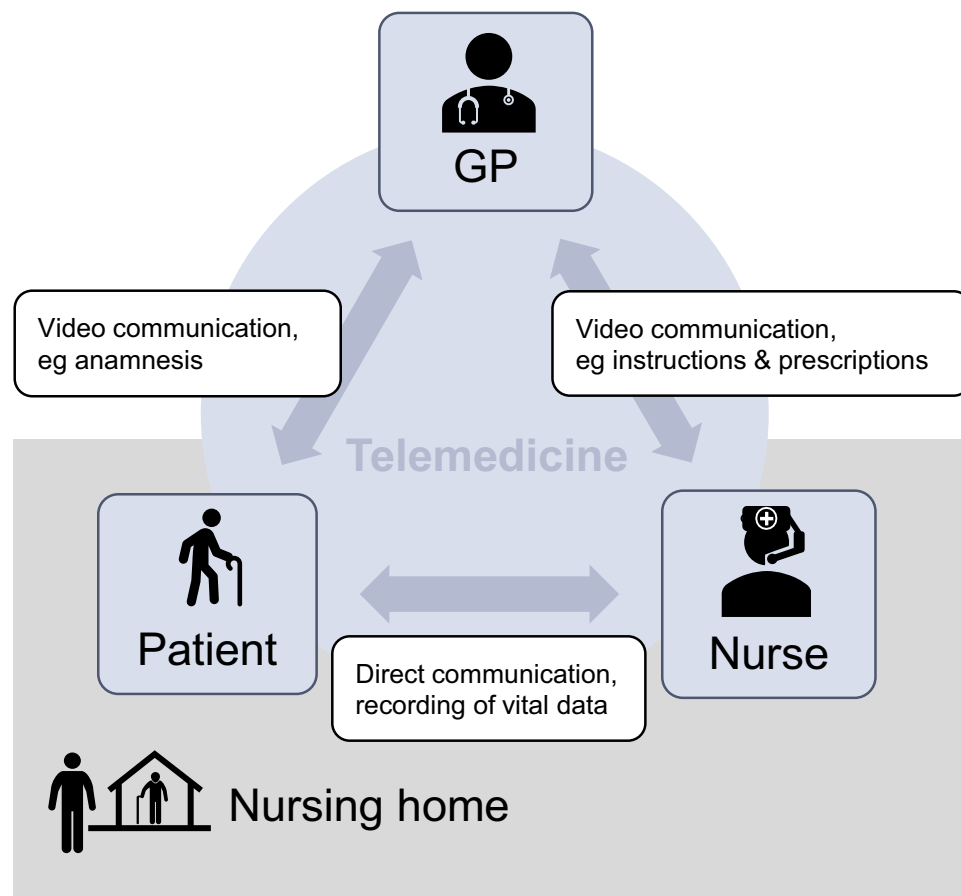 GP
Video communication,
eg anamnesis
Video communication,
eg instructions & prescriptions
Telemedicine
Patient
Nurse
Direct communication,
recording of vital data
Nursing home